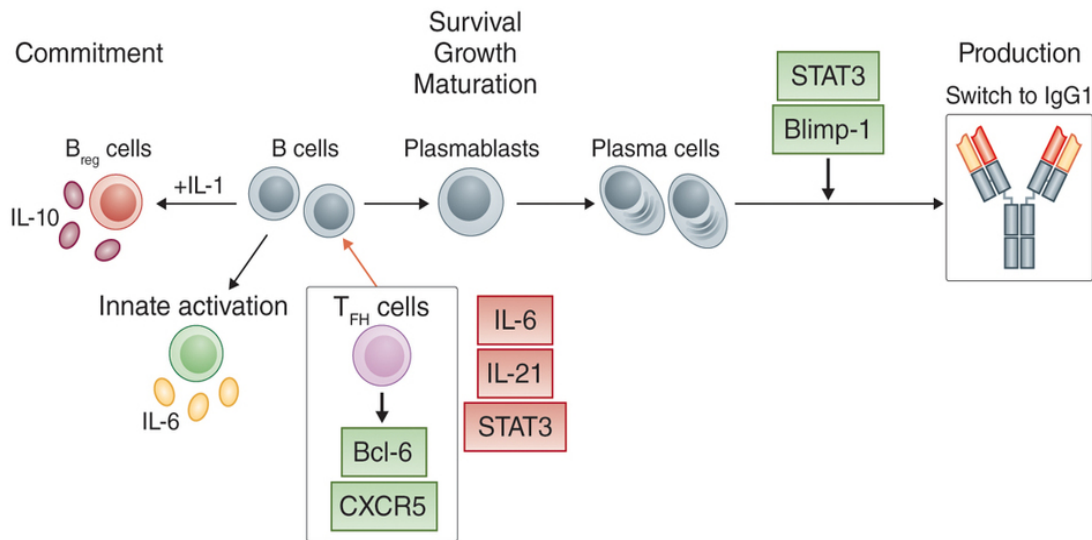 Commitment
Survival
Growth
Maturation
Production
Switch to IgG1
STAT3
Blimp-1
Breg cells
+IL-1
B cells
Plasmablasts
Plasma cells
IL-10
Innate activation
IL-6
TFH cells
Bcl-6
CXCR5
IL-6
IL-21
STAT3